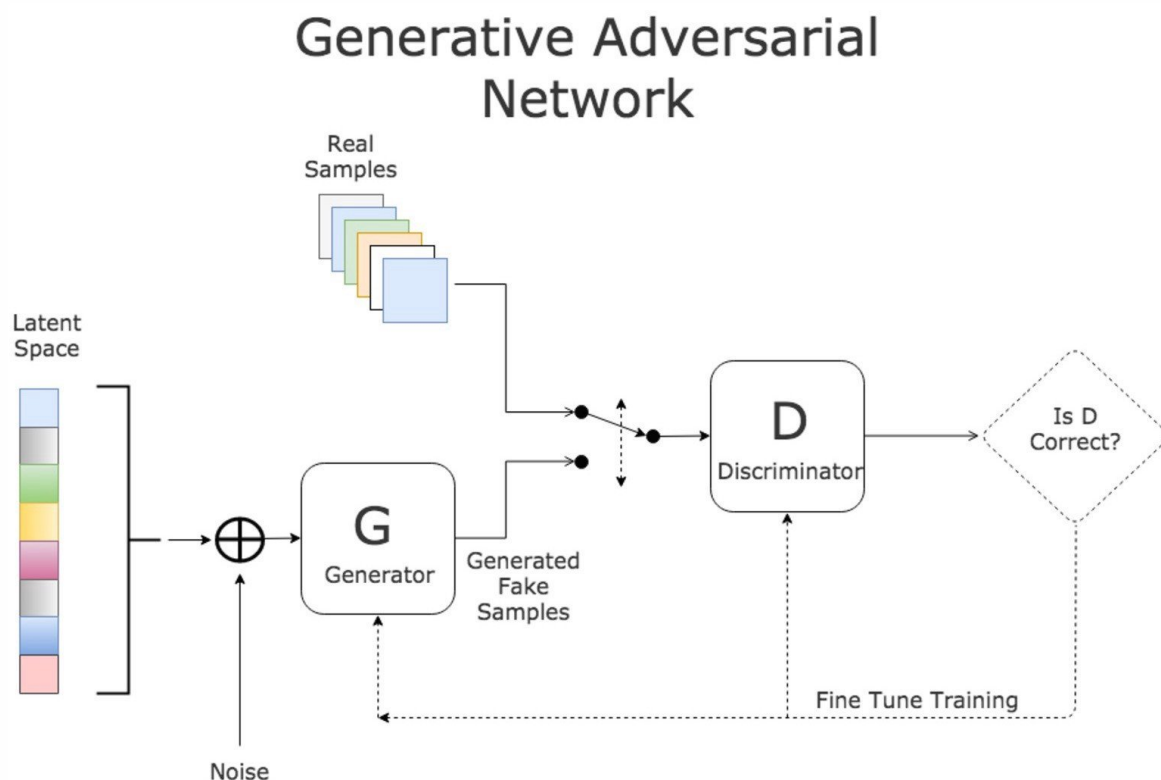 Generative Adversarial
Network
Real
Samples
Latent
Space
D
Discriminator
Is D
Correct?
G
Generator
Generated
Fake
Samples
Fine Tune Training
Noise